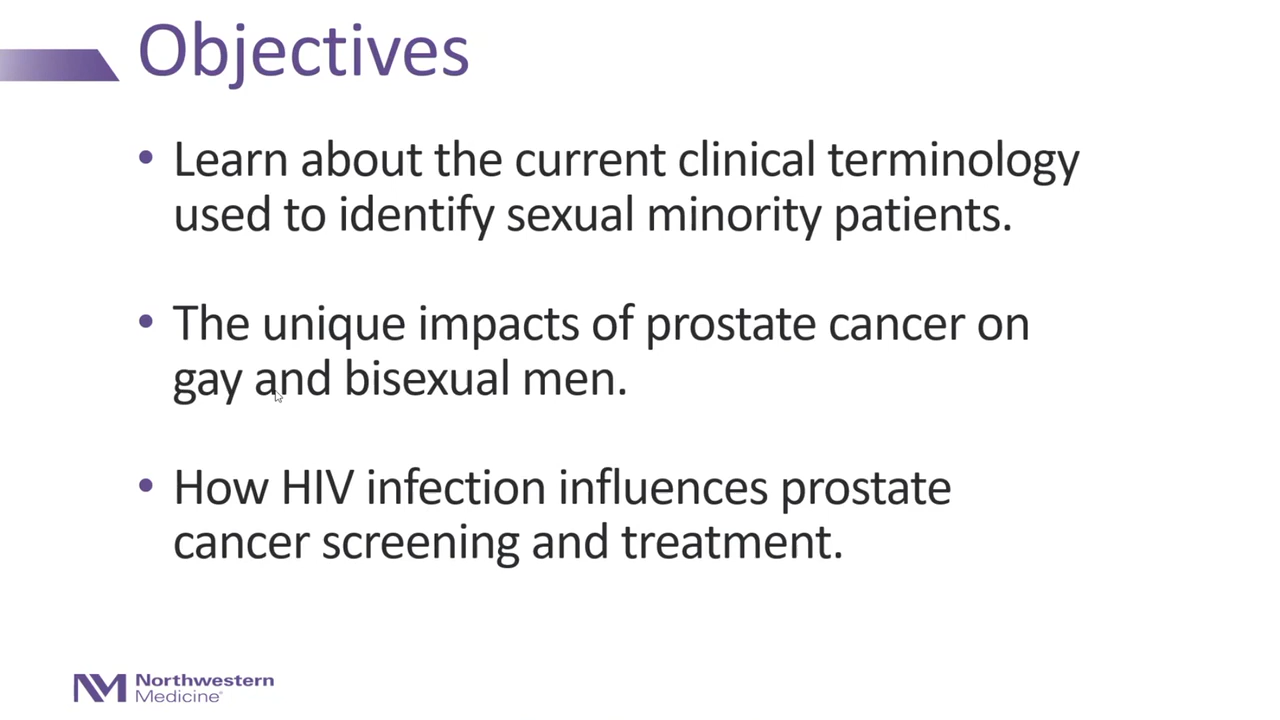 Objectives
• Learn about the current clinical terminology
used to identify sexual minority patients.
• The unique impacts of prostate cancer on
gay and bisexual men.
• How HIV infection influences prostate
cancer screening and treatment.
NM Northwestern
Medicine®